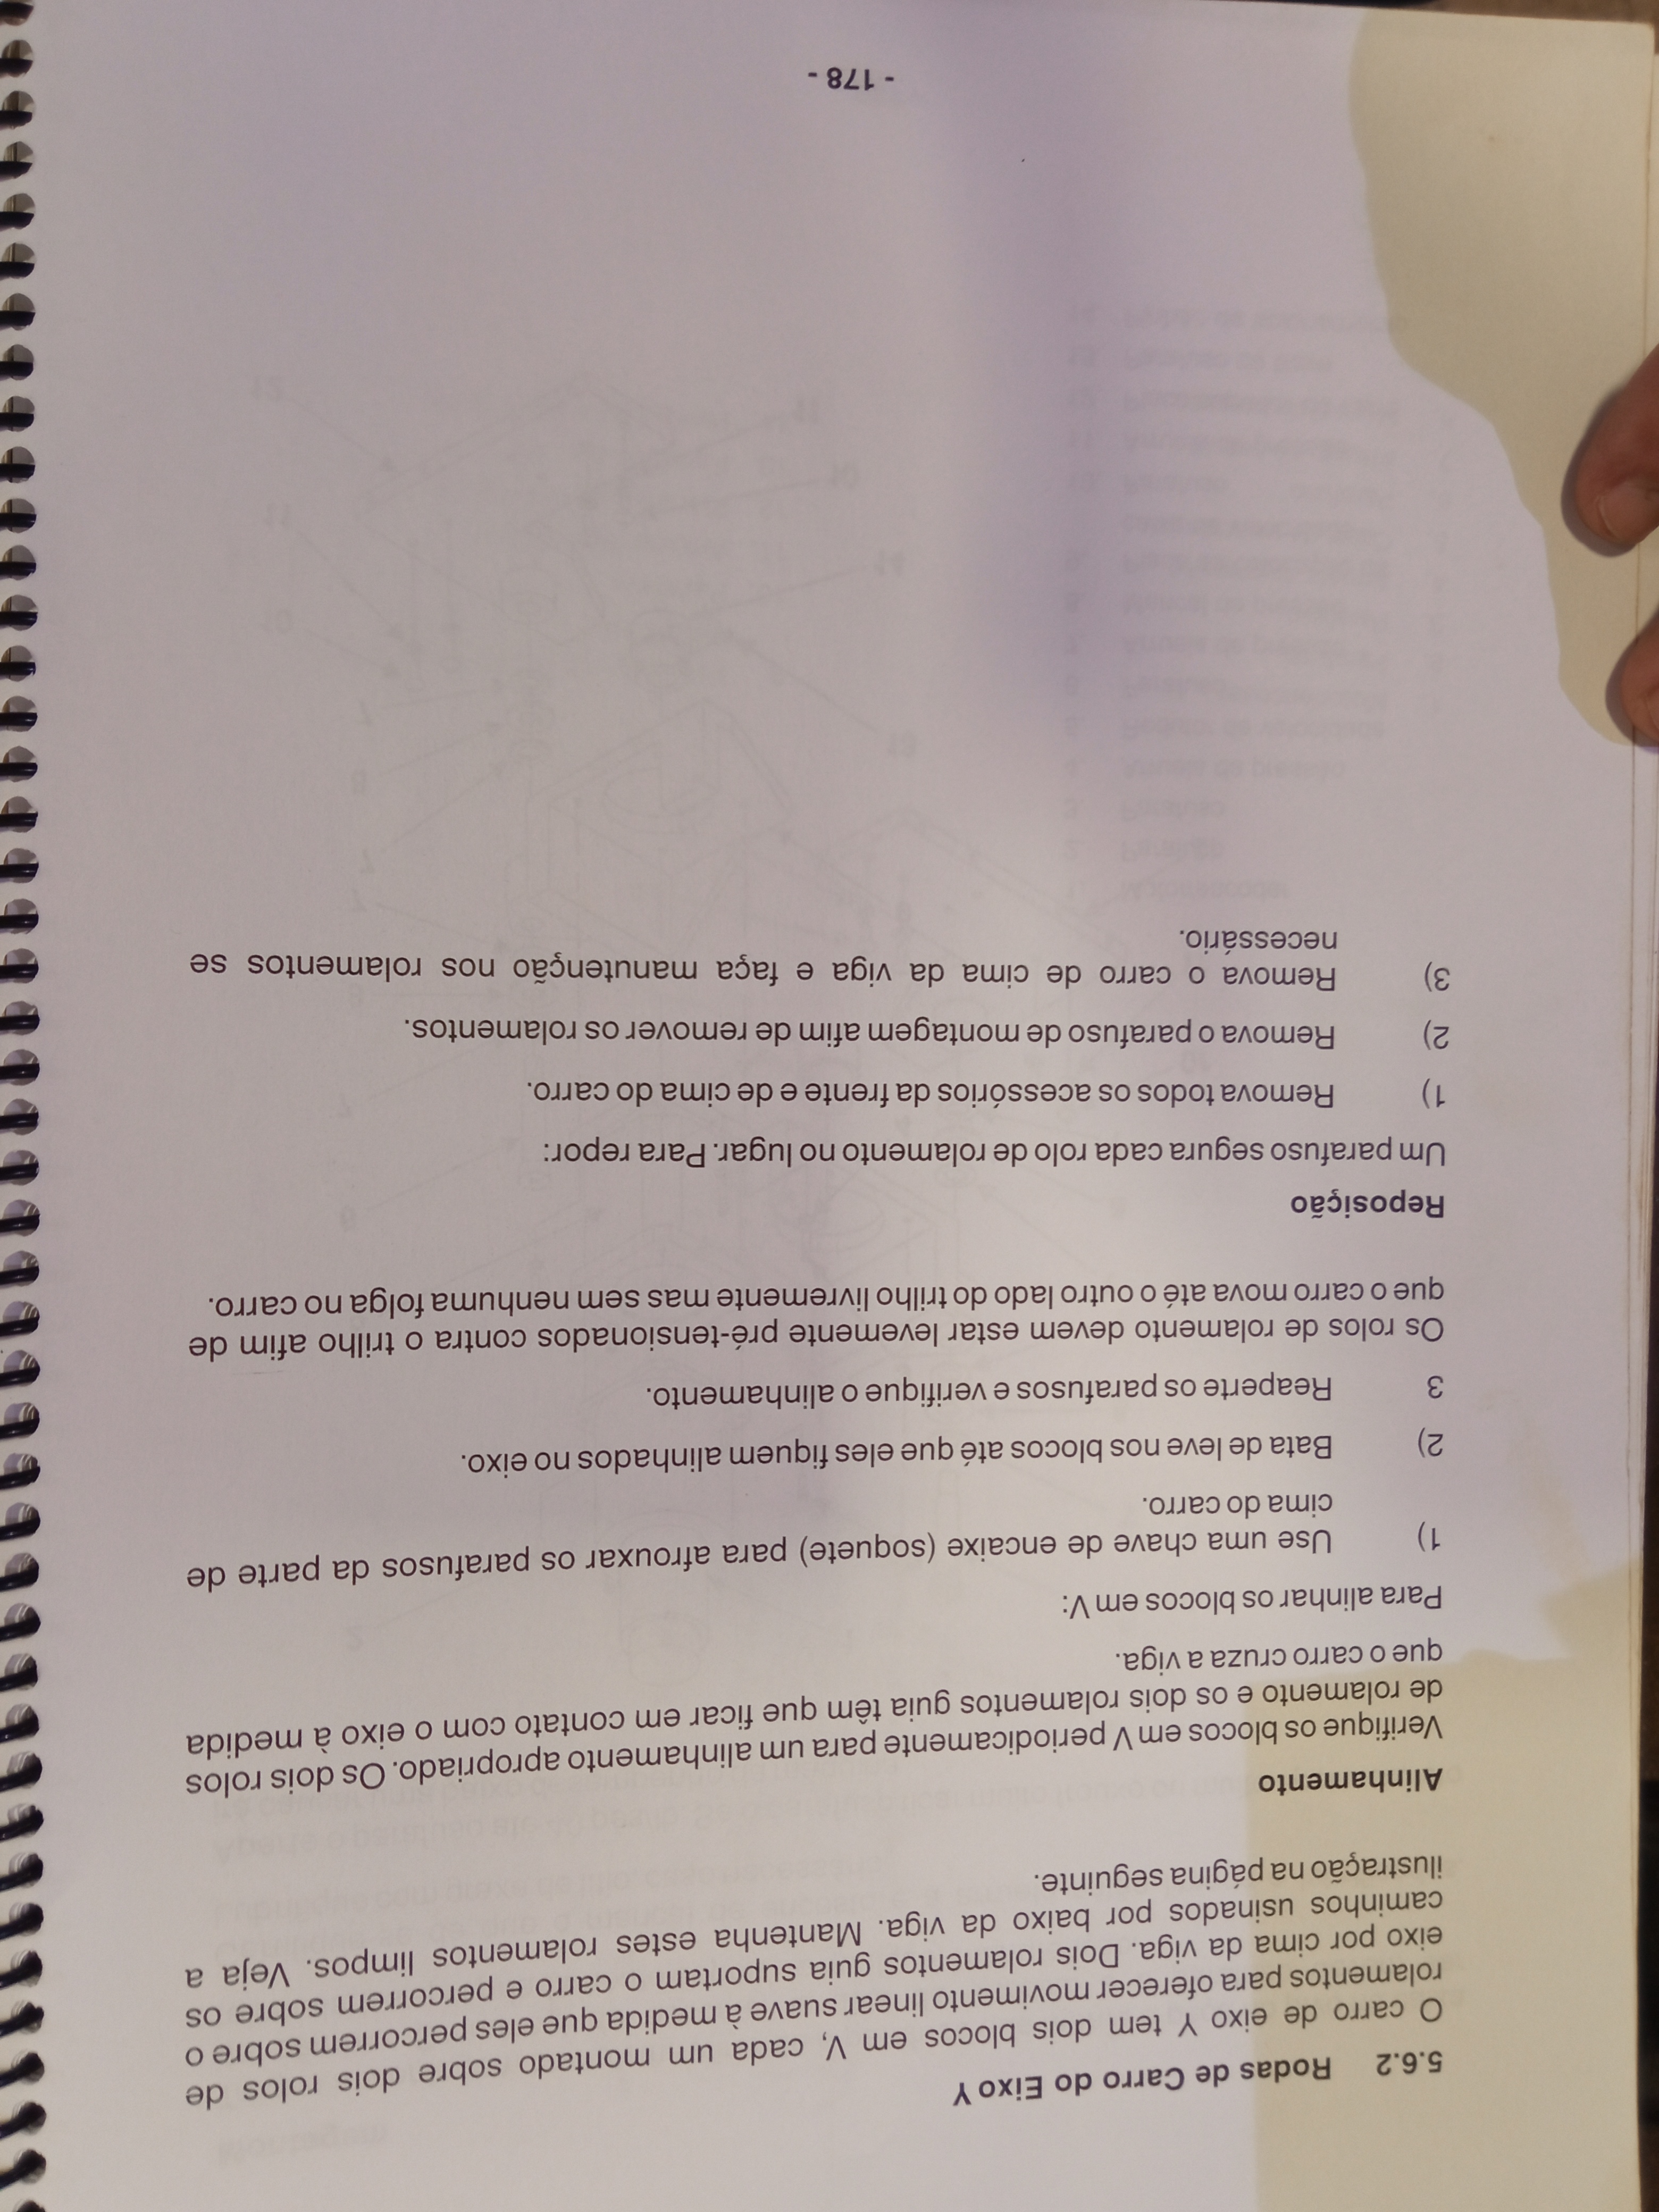 5.6.2 Rodas de Carro do Eixo Y
O carro de eixo Y tem dois blocos em V, cada um montado sobre dois rolos de
rolamentos para oferecer movimento linear suave à medida que eles percorrem sobre o
eixo por cima da viga. Dois rolamentos guia suportam o carro e percorrem sobre os
caminhos usinados por baixo da viga. Mantenha estes rolamentos limpos. Veja a
ilustração na página seguinte.
Alinhamento
Verifique os blocos em V periodicamente para um alinhamento apropriado. Os dois rolos
de rolamento e os dois rolamentos guia têm que ficar em contato com o eixo à medida
que o carro cruza a viga.
Para alinhar os blocos em V:
1) Use uma chave de encaixe (soquete) para afrouxar os parafusos da parte de
cima do carro.
2) Bata de leve nos blocos até que eles fiquem alinhados no eixo.
3 Reaperte os parafusos e verifique o alinhamento.
Os rolos de rolamento devem estar levemente pré-tensionados contra o trilho afim de
que o carro mova até o outro lado do trilho livremente mas sem nenhuma folga no carro.
Reposição
Um parafuso segura cada rolo de rolamento no lugar. Para repor:
1) Remova todos os acessórios da frente e de cima do carro.
2) Remova o parafuso de montagem afim de remover os rolamentos.
3) Remova o carro de cima da viga e faça manutenção nos rolamentos se
necessário.
- 178 -